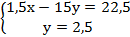 1,5x − 15y = 22,5
y = 2,5